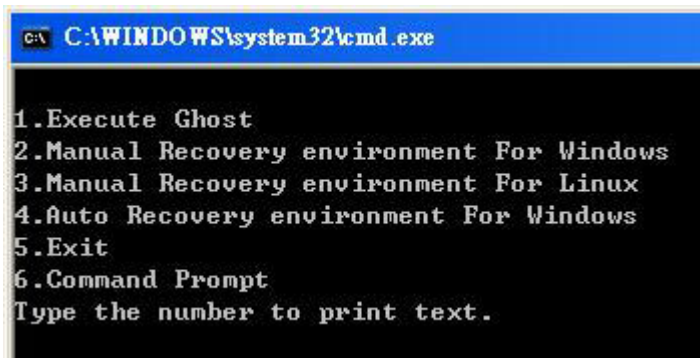 C:\WINDOWS\system32\cmd.exe
1.Execute Ghost
2.Manual Recovery environment For Windows
3.Manual Recovery environment For Linux
4.Auto Recovery environment For Windows
5.Exit
6.Command Prompt
Type the number to print text.